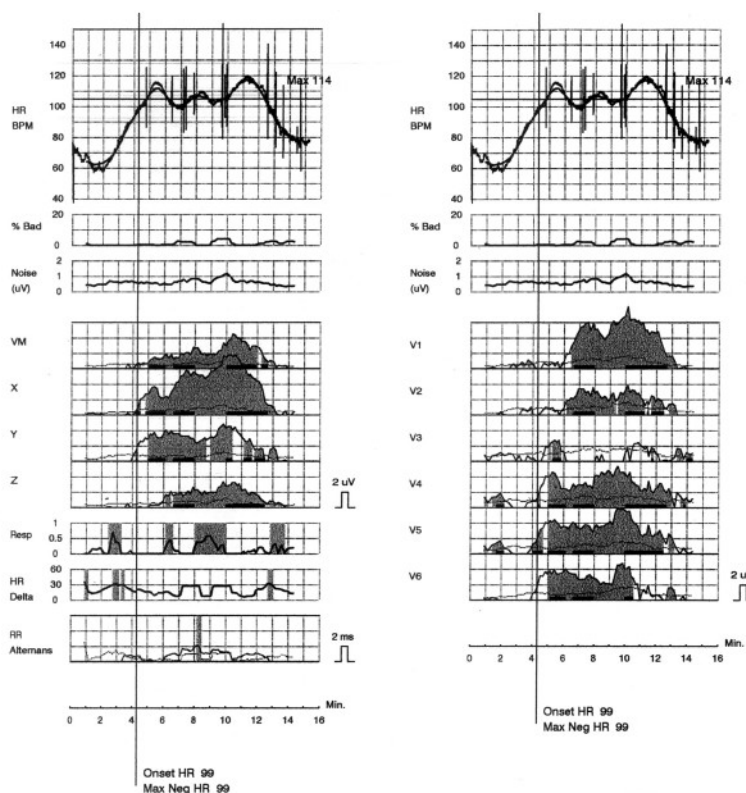 140
120
Max 114
HR
BPM
100
80
60
40
% Bad
20
0
Noise
(uV)
2
1
0
VM
X
Y
Z
2 uV
Resp
1
0.5
0
HR
Delta
60
30
0
RR
Alternans
2 ms
Min.
0 2 4 6 8 10 12 14 16
Onset HR 99
Max Neg HR 99
140
120
Max 114
HR
BPM
100
80
60
40
% Bad
20
0
Noise
(uV)
2
1
0
V1
V2
V3
V4
V5
V6
2 u
Min.
0 2 4 6 8 10 12 14 16
Onset HR 99
Max Neg HR 99